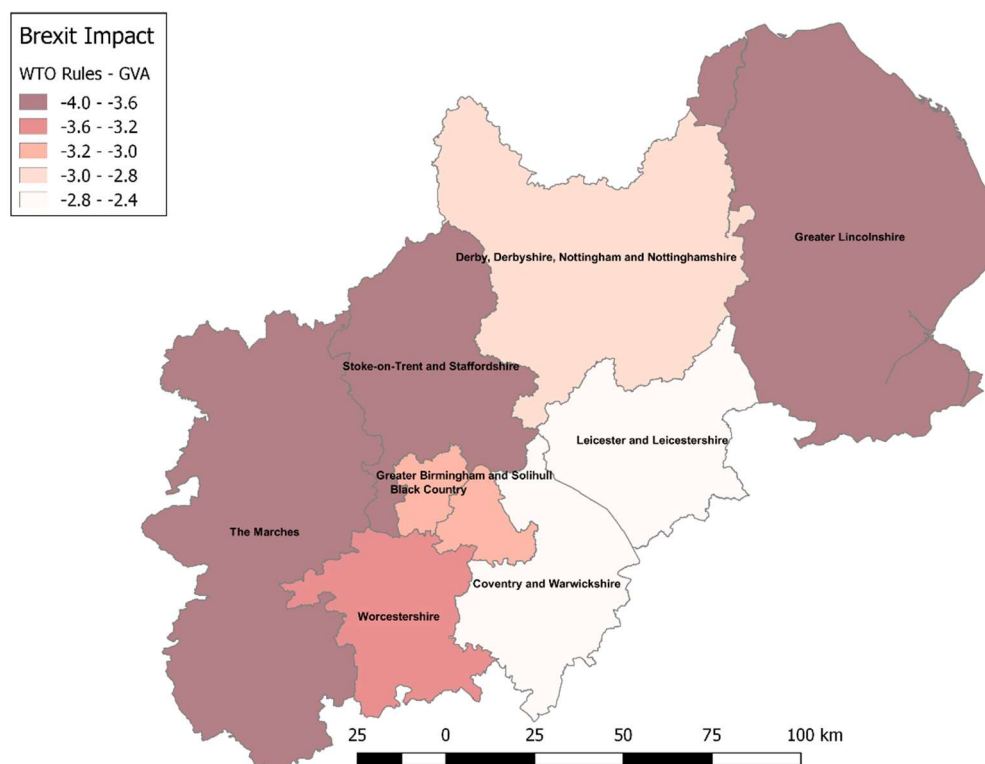 Brexit Impact
WTO Rules - GVA
-4.0 - -3.6
-3.6 - -3.2
-3.2 - -3.0
-3.0 - -2.8
-2.8 - -2.4
Greater Lincolnshire
Derby, Derbyshire, Nottingham and Nottinghamshire
Stoke-on-Trent and Staffordshire
Leicester and Leicestershire
Greater Birmingham and Solihull
Black Country
The Marches
Coventry and Warwickshire
Worcestershire
25 0 25 50 75 100 km